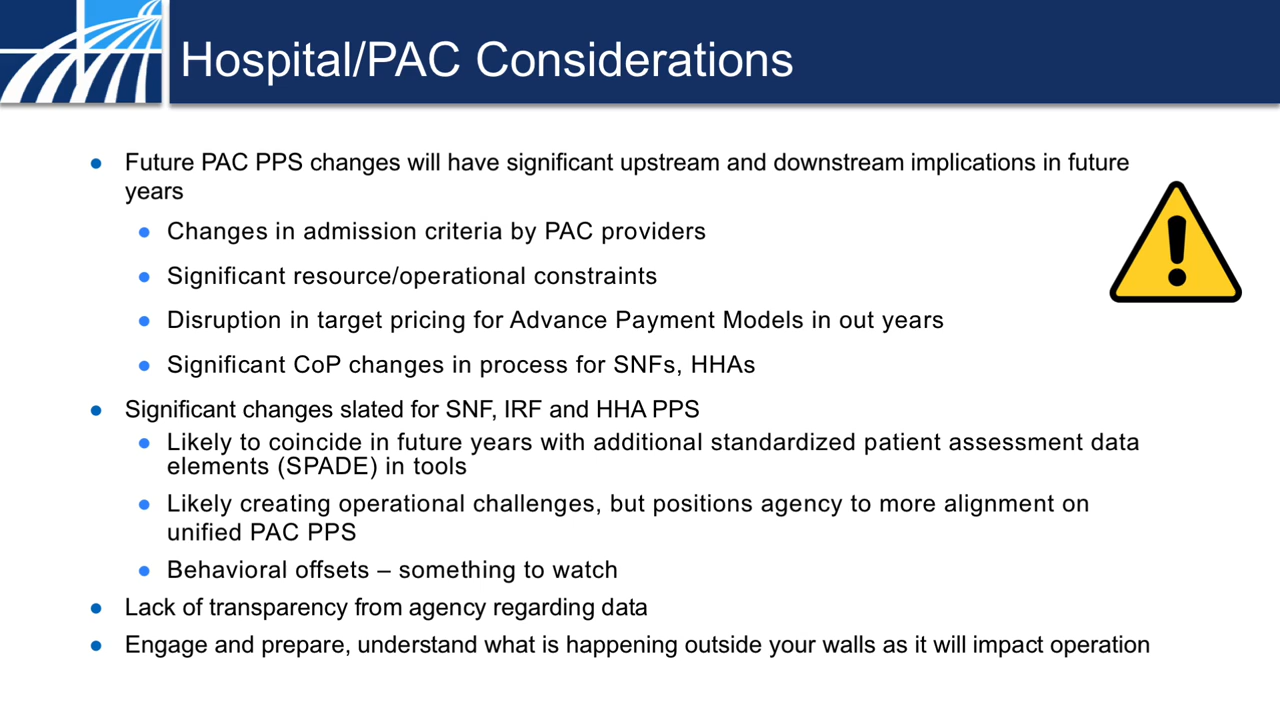 Hospital/PAC Considerations
Future PAC PPS changes will have significant upstream and downstream implications in future
years
Changes in admission criteria by PAC providers
Significant resource/operational constraints
Disruption in target pricing for Advance Payment Models in out years
Significant CoP changes in process for SNFs, HHAs
Significant changes slated for SNF, IRF and HHA PPS
Likely to coincide in future years with additional standardized patient assessment data
elements (SPADE) in tools
Likely creating operational challenges, but positions agency to more alignment on
unified PAC PPS
Behavioral offsets – something to watch
Lack of transparency from agency regarding data
Engage and prepare, understand what is happening outside your walls as it will impact operation